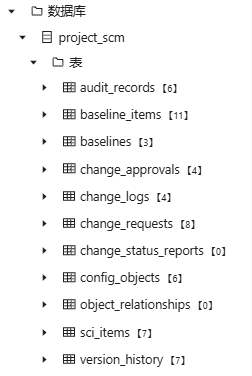 数据库
project_scm
表
audit_records【6】
baseline_items【11】
baselines【3】
change_approvals【4】
change_logs【4】
change_requests【8】
change_status_reports【0】
config_objects【6】
object_relationships【0】
sci_items【7】
version_history【7】